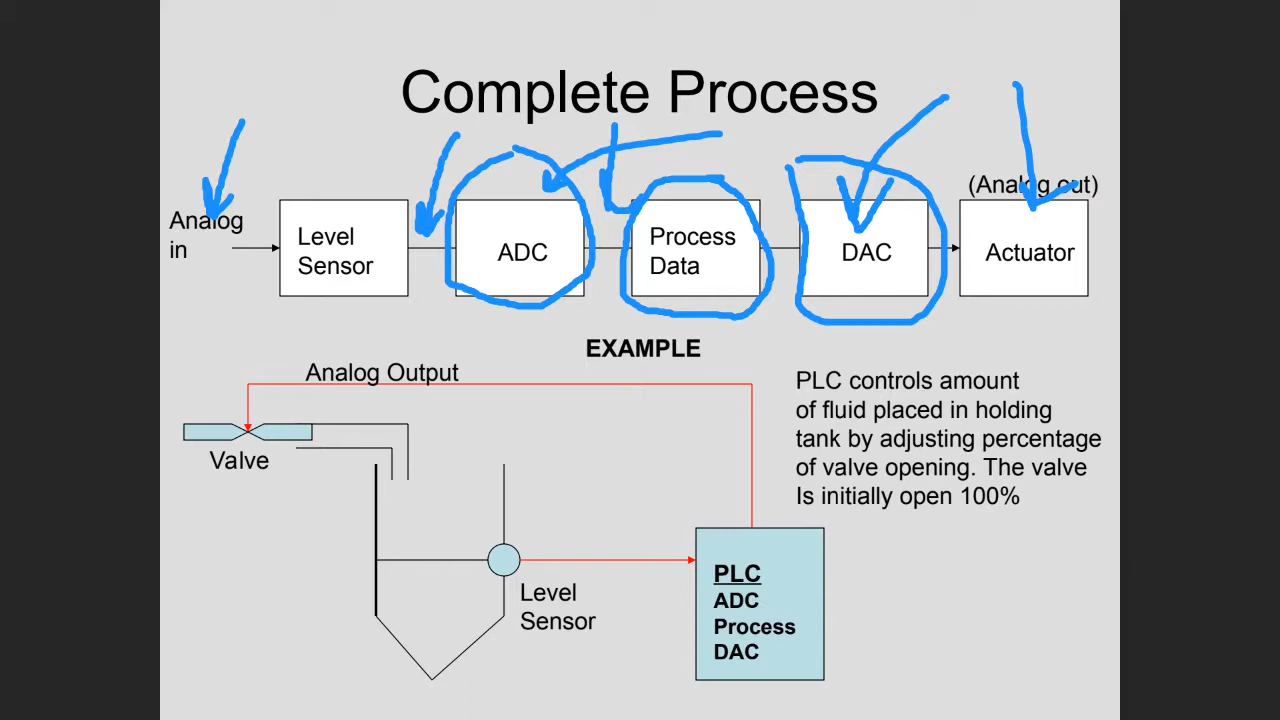 Complete Process
(Analog out)
Analog
in
Level
Sensor
ADC
Process
Data
DAC
Actuator
EXAMPLE
Analog Output
Valve
PLC controls amount
of fluid placed in holding
tank by adjusting percentage
of valve opening. The valve
Is initially open 100%
Level
Sensor
PLC
ADC
Process
DAC